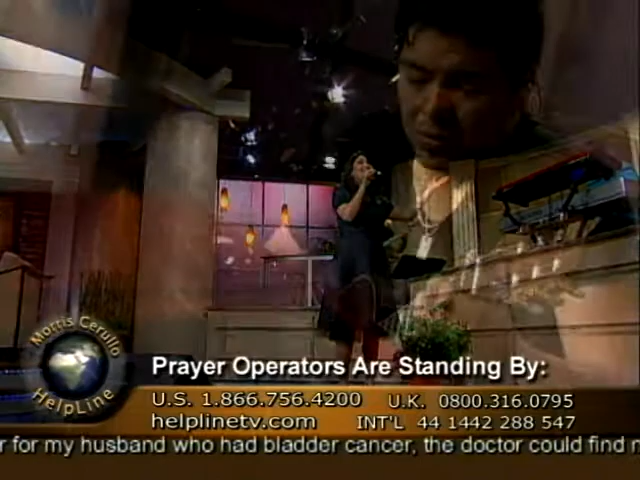 Morris Cerullo
HelpLine
Prayer Operators Are Standing By:
U.S. 1.866.756.4200 U.K. 0800.316.0795
helplinetv.com INT'L 44 1442 288 547
r for my husband who had bladder cancer, the doctor could find n